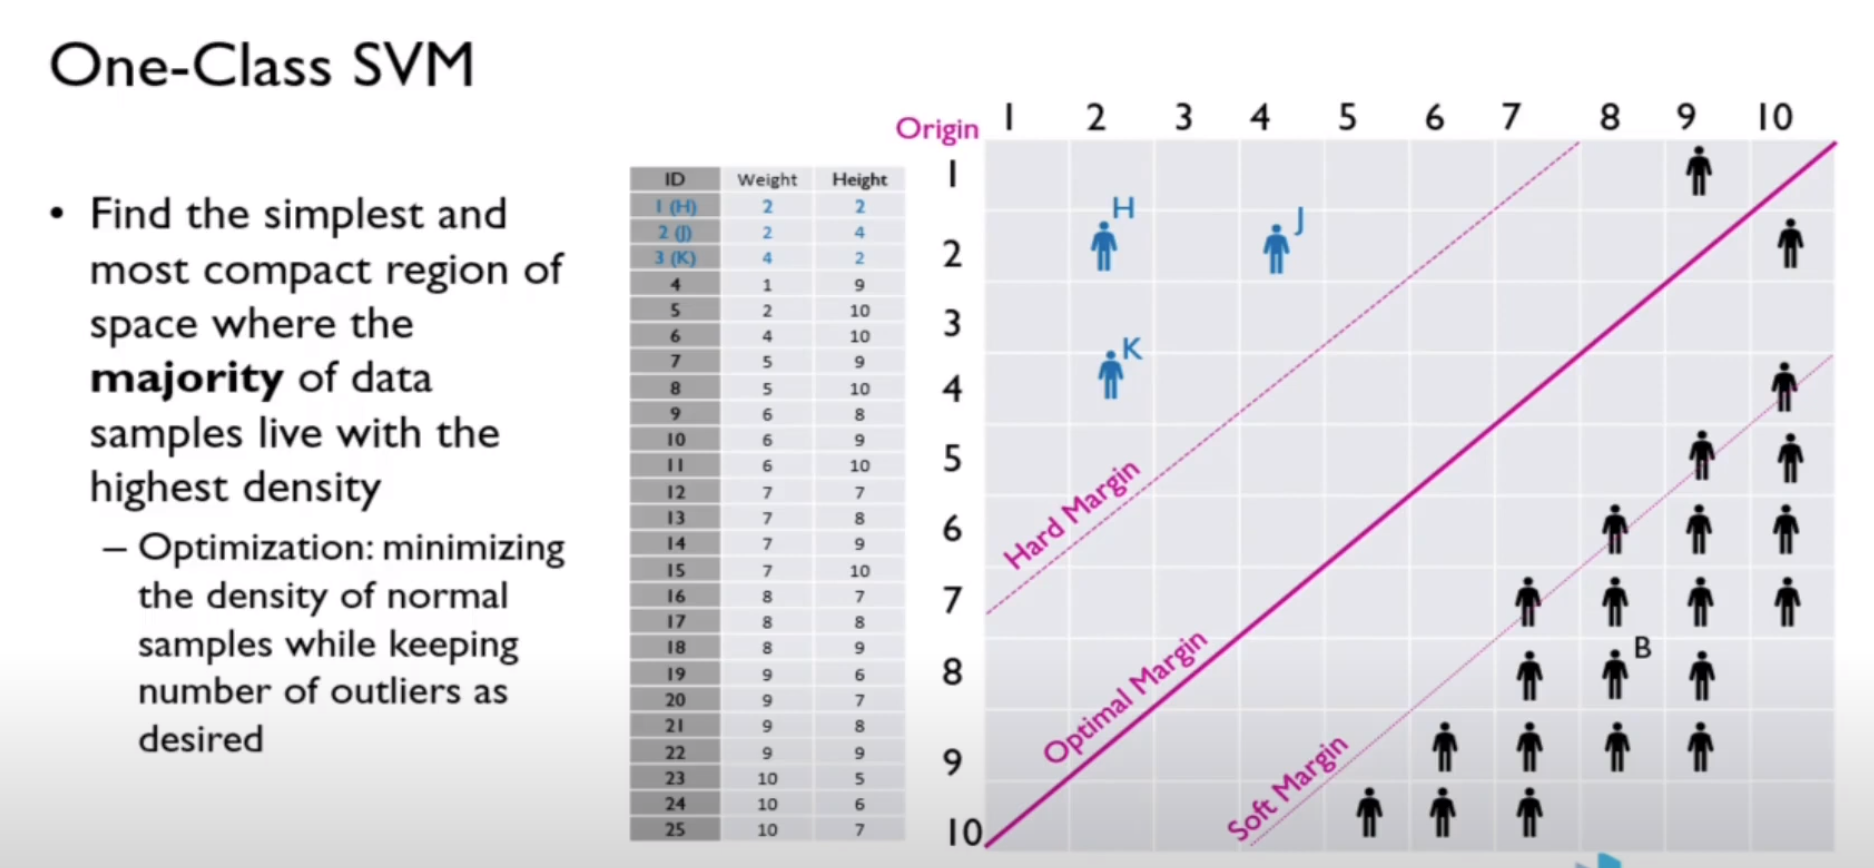 One-Class SVM
• Find the simplest and
most compact region of
space where the
majority of data
samples live with the
highest density
– Optimization: minimizing
the density of normal
samples while keeping
number of outliers as
desired
ID Weight Height
1 (H) 2 2
2 (J) 2 4
3 (K) 4 2
4 1 9
5 2 10
6 4 10
7 5 9
8 5 10
9 6 8
10 6 9
11 6 10
12 7 7
13 7 8
14 7 9
15 7 10
16 8 7
17 8 8
18 8 9
19 9 6
20 9 7
21 9 8
22 9 9
23 10 5
24 10 6
25 10 7
Origin 1 2 3 4 5 6 7 8 9 10
1
2
3
4
5
6
7
8
9
10
H
J
K
B
Hard Margin
Optimal Margin
Soft Margin